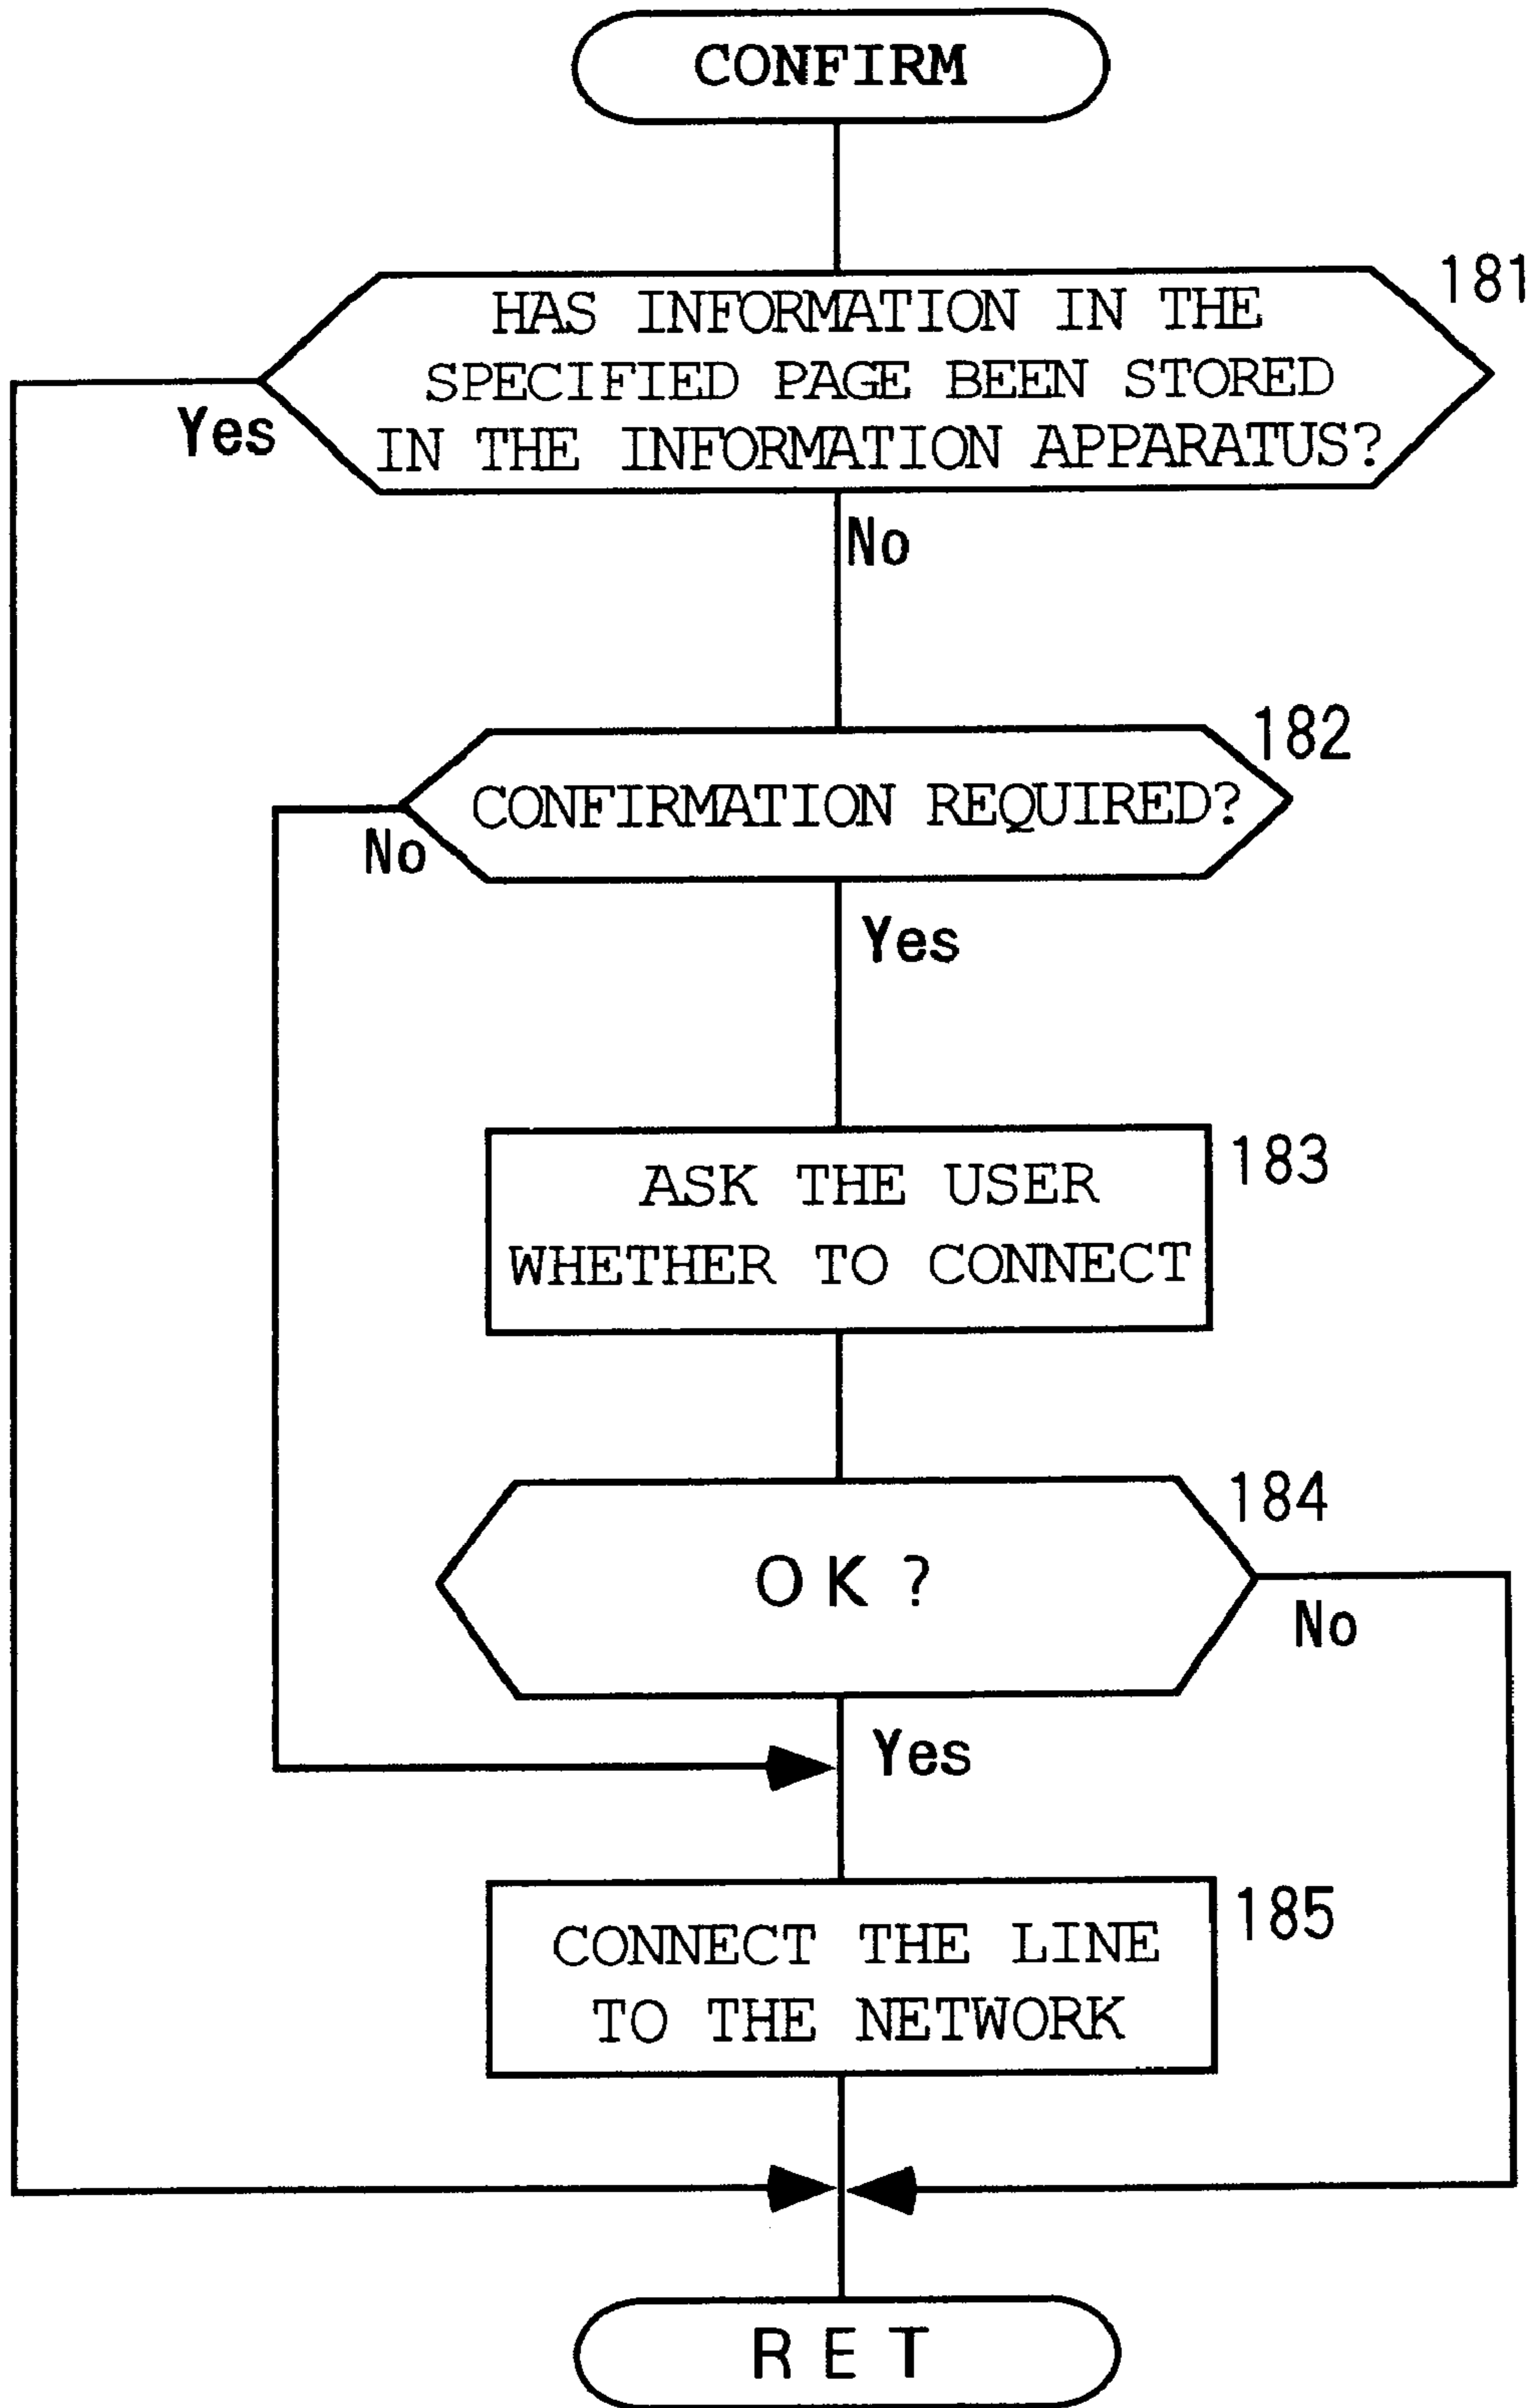 CONFIRM
181
HAS INFORMATION IN THE
SPECIFIED PAGE BEEN STORED
IN THE INFORMATION APPARATUS?
Yes
No
182
CONFIRMATION REQUIRED?
No
Yes
183
ASK THE USER
WHETHER TO CONNECT
184
OK?
No
Yes
185
CONNECT THE LINE
TO THE NETWORK
RET